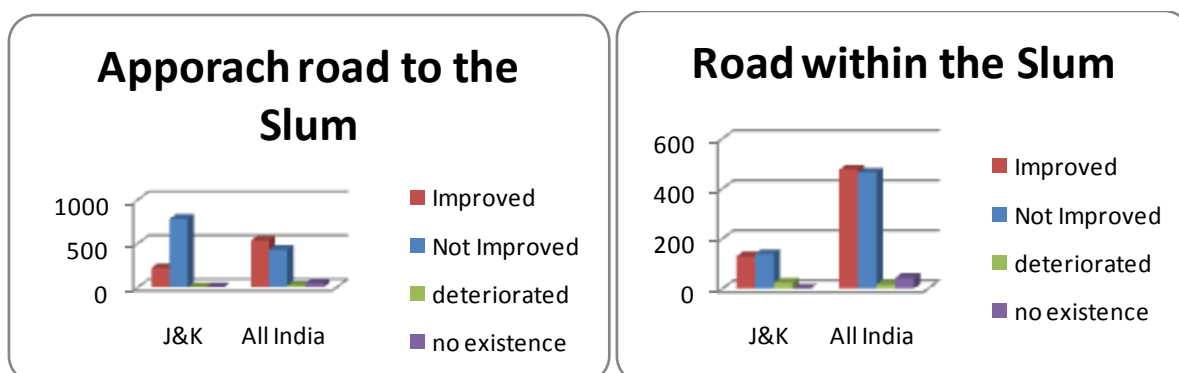 Apporach road to the
Slum
1000
500
0
J&K
All India
Improved
Not Improved
deteriorated
no existence
Road within the Slum
600
400
200
0
J&K
All India
Improved
Not Improved
deteriorated
no existence